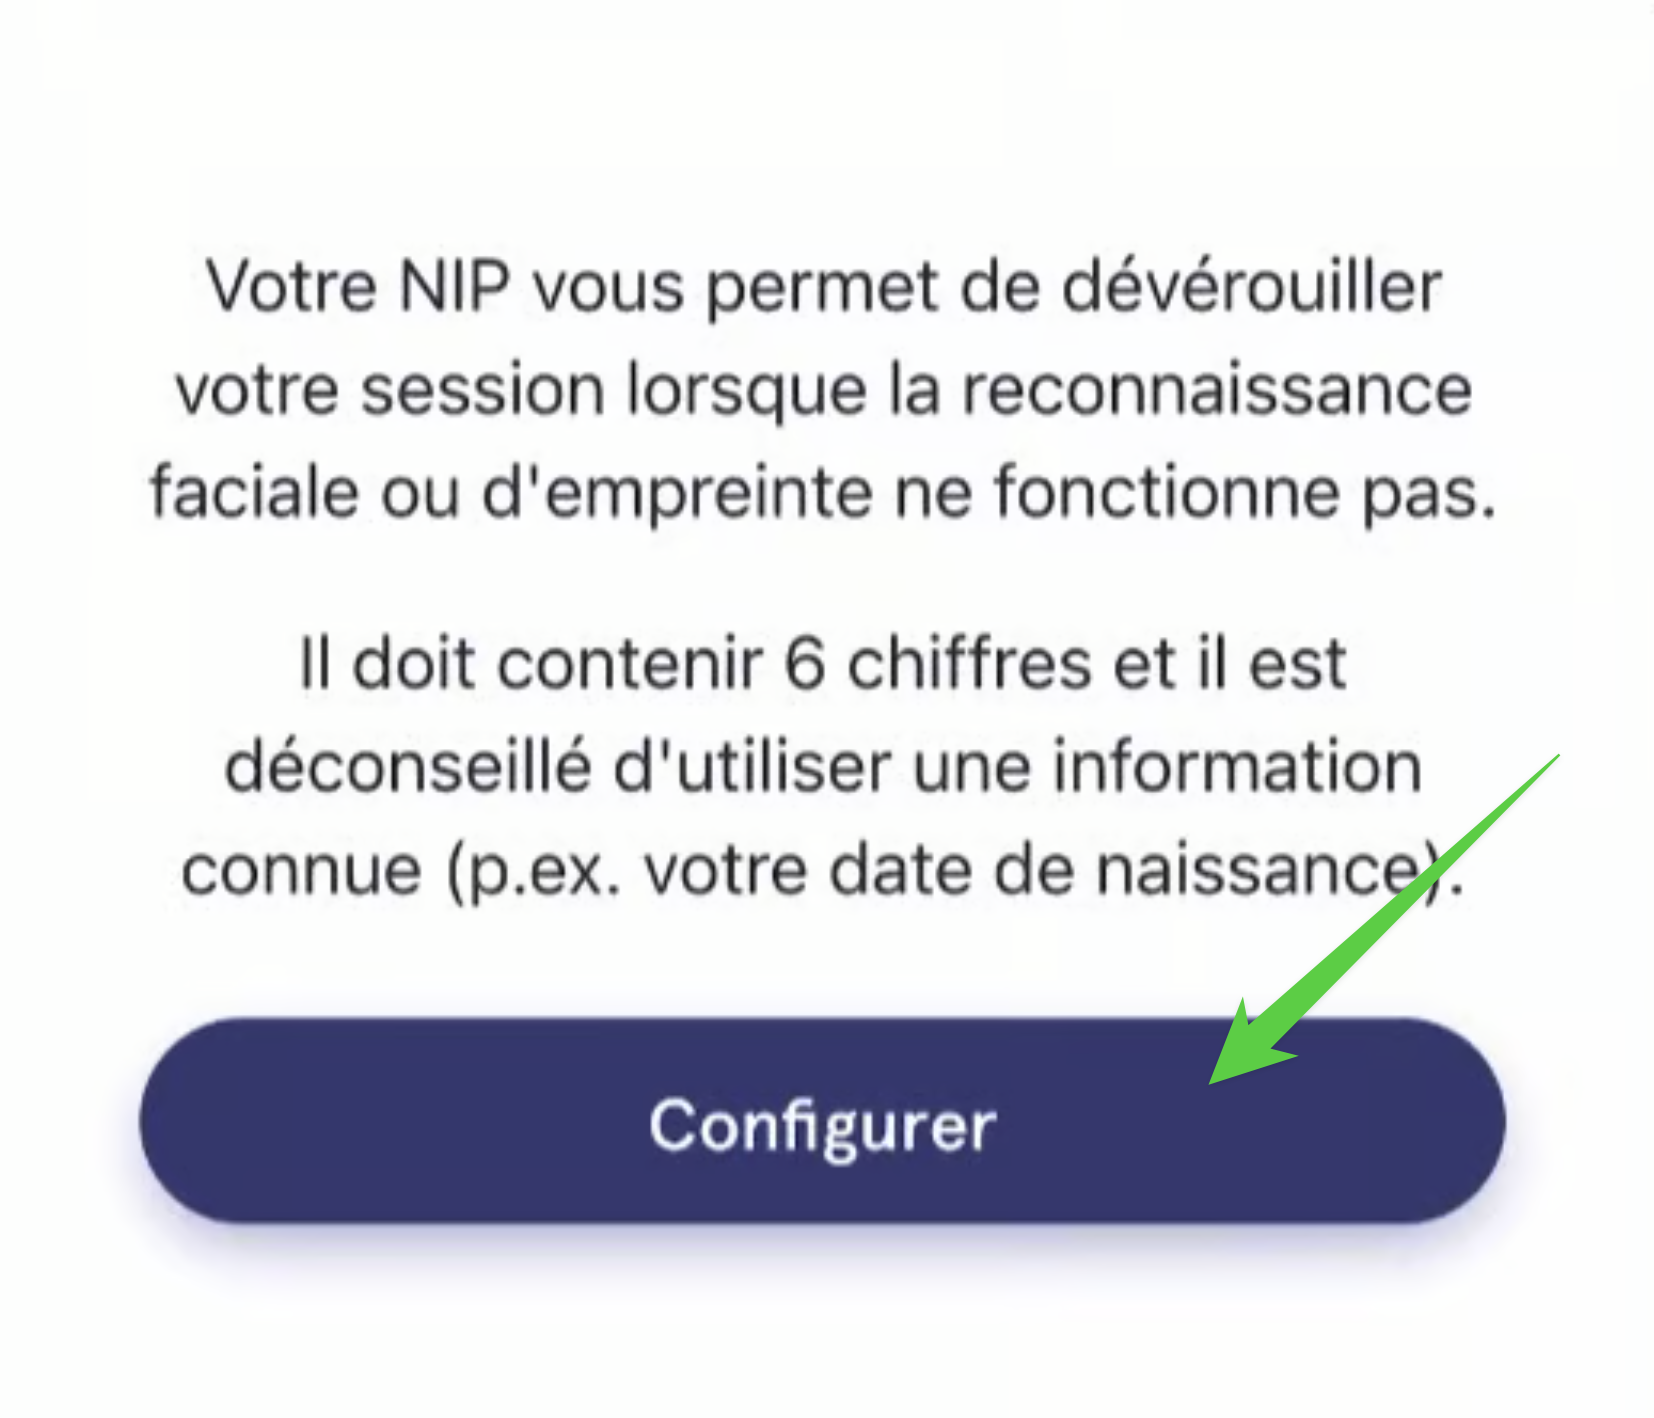 Votre NIP vous permet de dévérouiller
votre session lorsque la reconnaissance
faciale ou d'empreinte ne fonctionne pas.
Il doit contenir 6 chiffres et il est
déconseillé d'utiliser une information
connue (p.ex. votre date de naissance).
Configurer